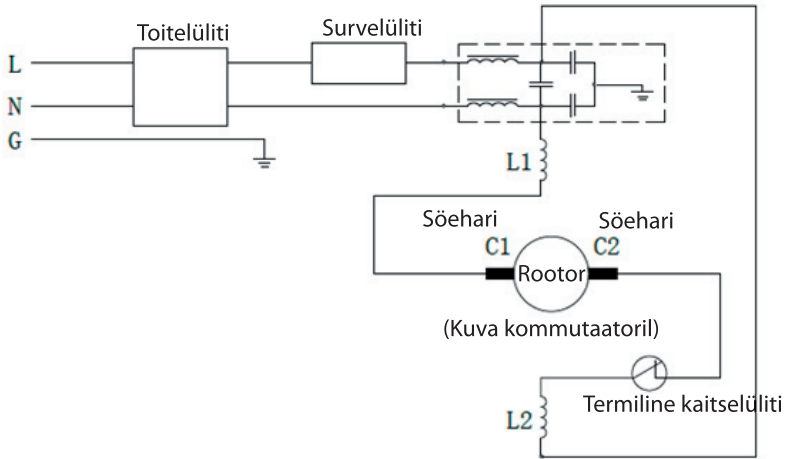 Toitelüliti
Survelüliti
L
N
G
L1
Söehari
Söehari
C1
C2
Rootor
(Kuva kommutaatoril)
Termiline kaitselüliti
L2